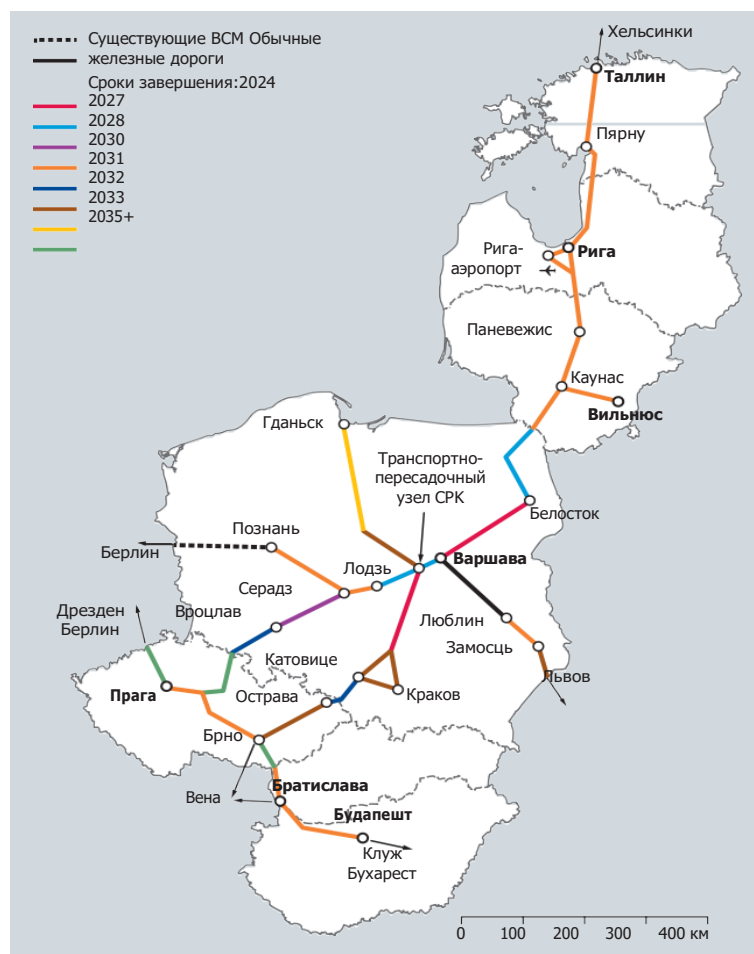 Существующие ВСМ Обычные
железные дороги
Сроки завершения:2024
2027
2028
2030
2031
2032
2033
2035+
Хельсинки
Таллин
Пярну
Рига-
аэропорт
Рига
Паневежис
Каунас
Вильнюс
Гданьск
Транспортно-
пересадочный
узел CPK
Белосток
Познань
Берлин
Варшава
Лодзь
Серадз
Дрезден
Берлин
Вроцлав
Люблин
Замосць
Львов
Катовице
Прага
Острава
Краков
Брно
Вена
Братислава
Будапешт
Клуж
Бухарест
0 100 200 300 400 км